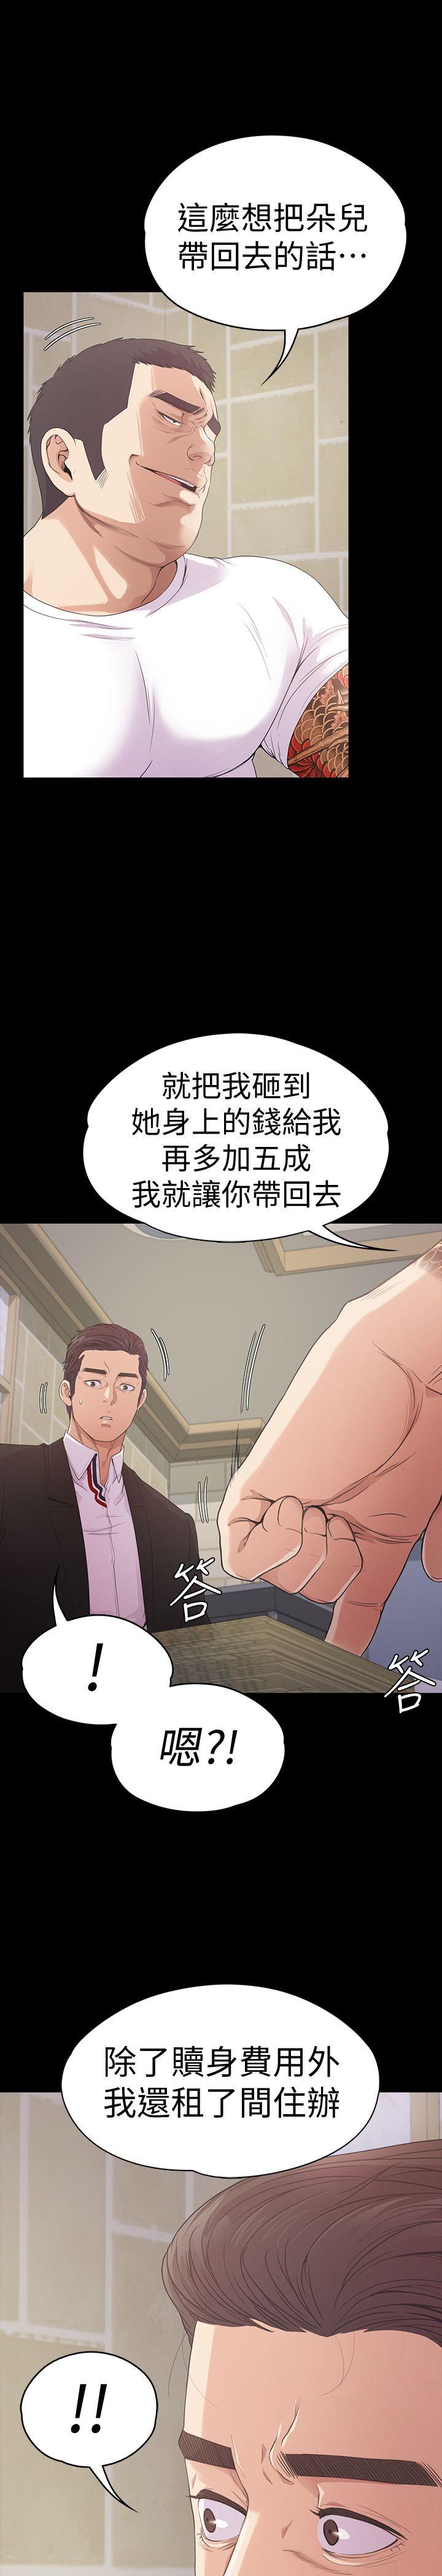 這麼想把朵兒
帶回去的話⋯
就把我砸到
她身上的錢給我
再多加五成
我就讓你帶回去
答
答
!
嗯?!
除了贖身費用外
我還租了間住辦
!!